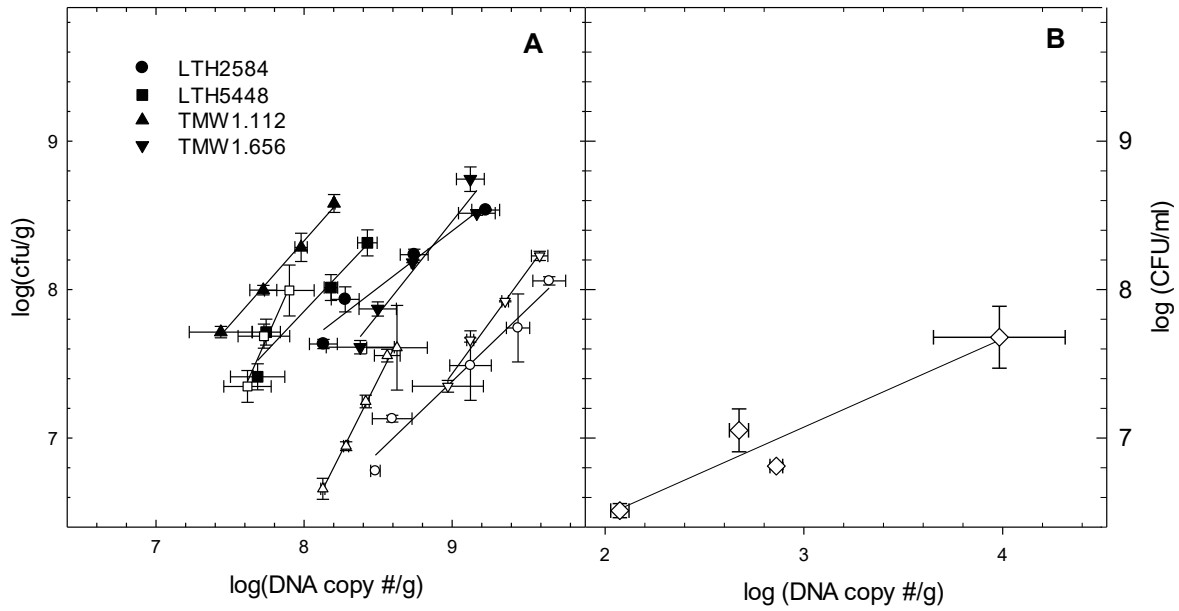 A
B
LTH2584
LTH5448
TMW1.112
TMW1.656
log(cfu/g)
9
8
7
7
8
9
log(DNA copy #/g)
2
3
4
log (DNA copy #/g)
9
8
7
log (CFU/ml)